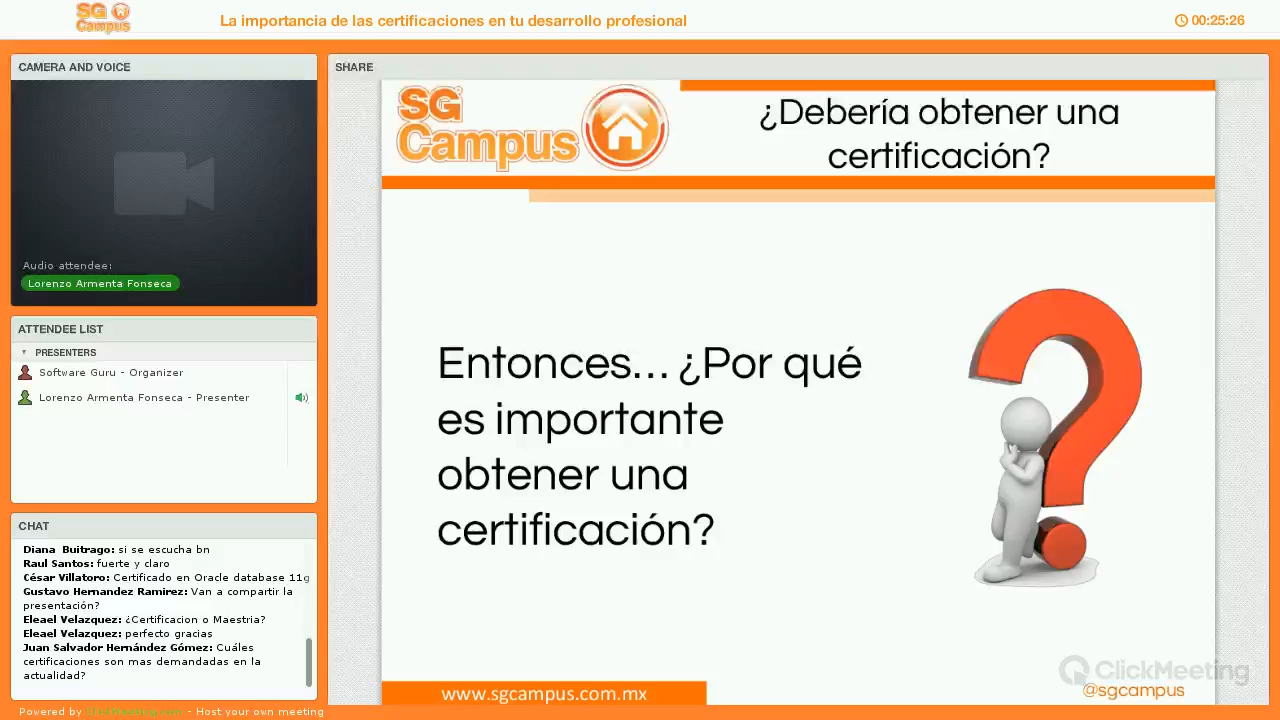 SG
Campus
La importancia de las certificaciones en tu desarrollo profesional
00:25:26
CAMERA AND VOICE
Audio attendee:
Lorenzo Armenta Fonseca
ATTENDEE LIST
PRESENTERS
Software Guru - Organizer
Lorenzo Armenta Fonseca - Presenter
CHAT
Diana Buitrago: si se escucha bn
Raul Santos: fuerte y claro
César Villatoro: Certificado en Oracle database 11g
Gustavo Hernandez Ramirez: Van a compartir la
presentación?
Eleael Velazquez: ¿Certificacion o Maestria?
Eleael Velazquez: perfecto gracias
Juan Salvador Hernández Gómez: Cuáles
certificaciones son mas demandadas en la
actualidad?
Powered by ClickMeeting.com - Host your own meeting
SHARE
SG
Campus
¿Debería obtener una
certificación?
Entonces... ¿Por qué
es importante
obtener una
certificación?
ClickMeeting
@sgcampus
www.sgcampus.com.mx